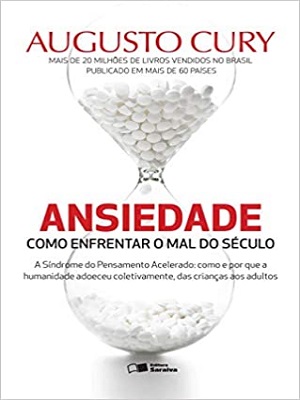 AUGUSTO CURY
MAIS DE 20 MILHÕES DE LIVROS VENDIDOS NO BRASIL
PUBLICADO EM MAIS DE 60 PAÍSES
ANSIEDADE
COMO ENFRENTAR O MAL DO SÉCULO
A Síndrome do Pensamento Acelerado: como e por que a
humanidade adoeceu coletivamente, das crianças aos adultos
Editora
Saraiva